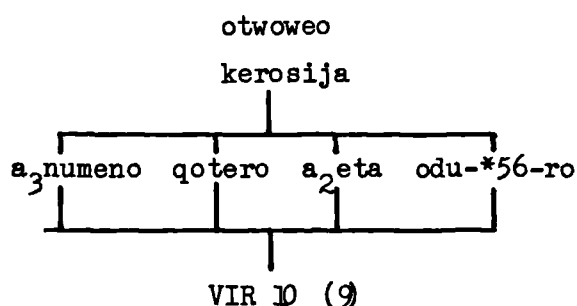 otwoweo
kerosija
a₃numeno qotero a₂eta odu-*56-ro
VIR 10 (9)